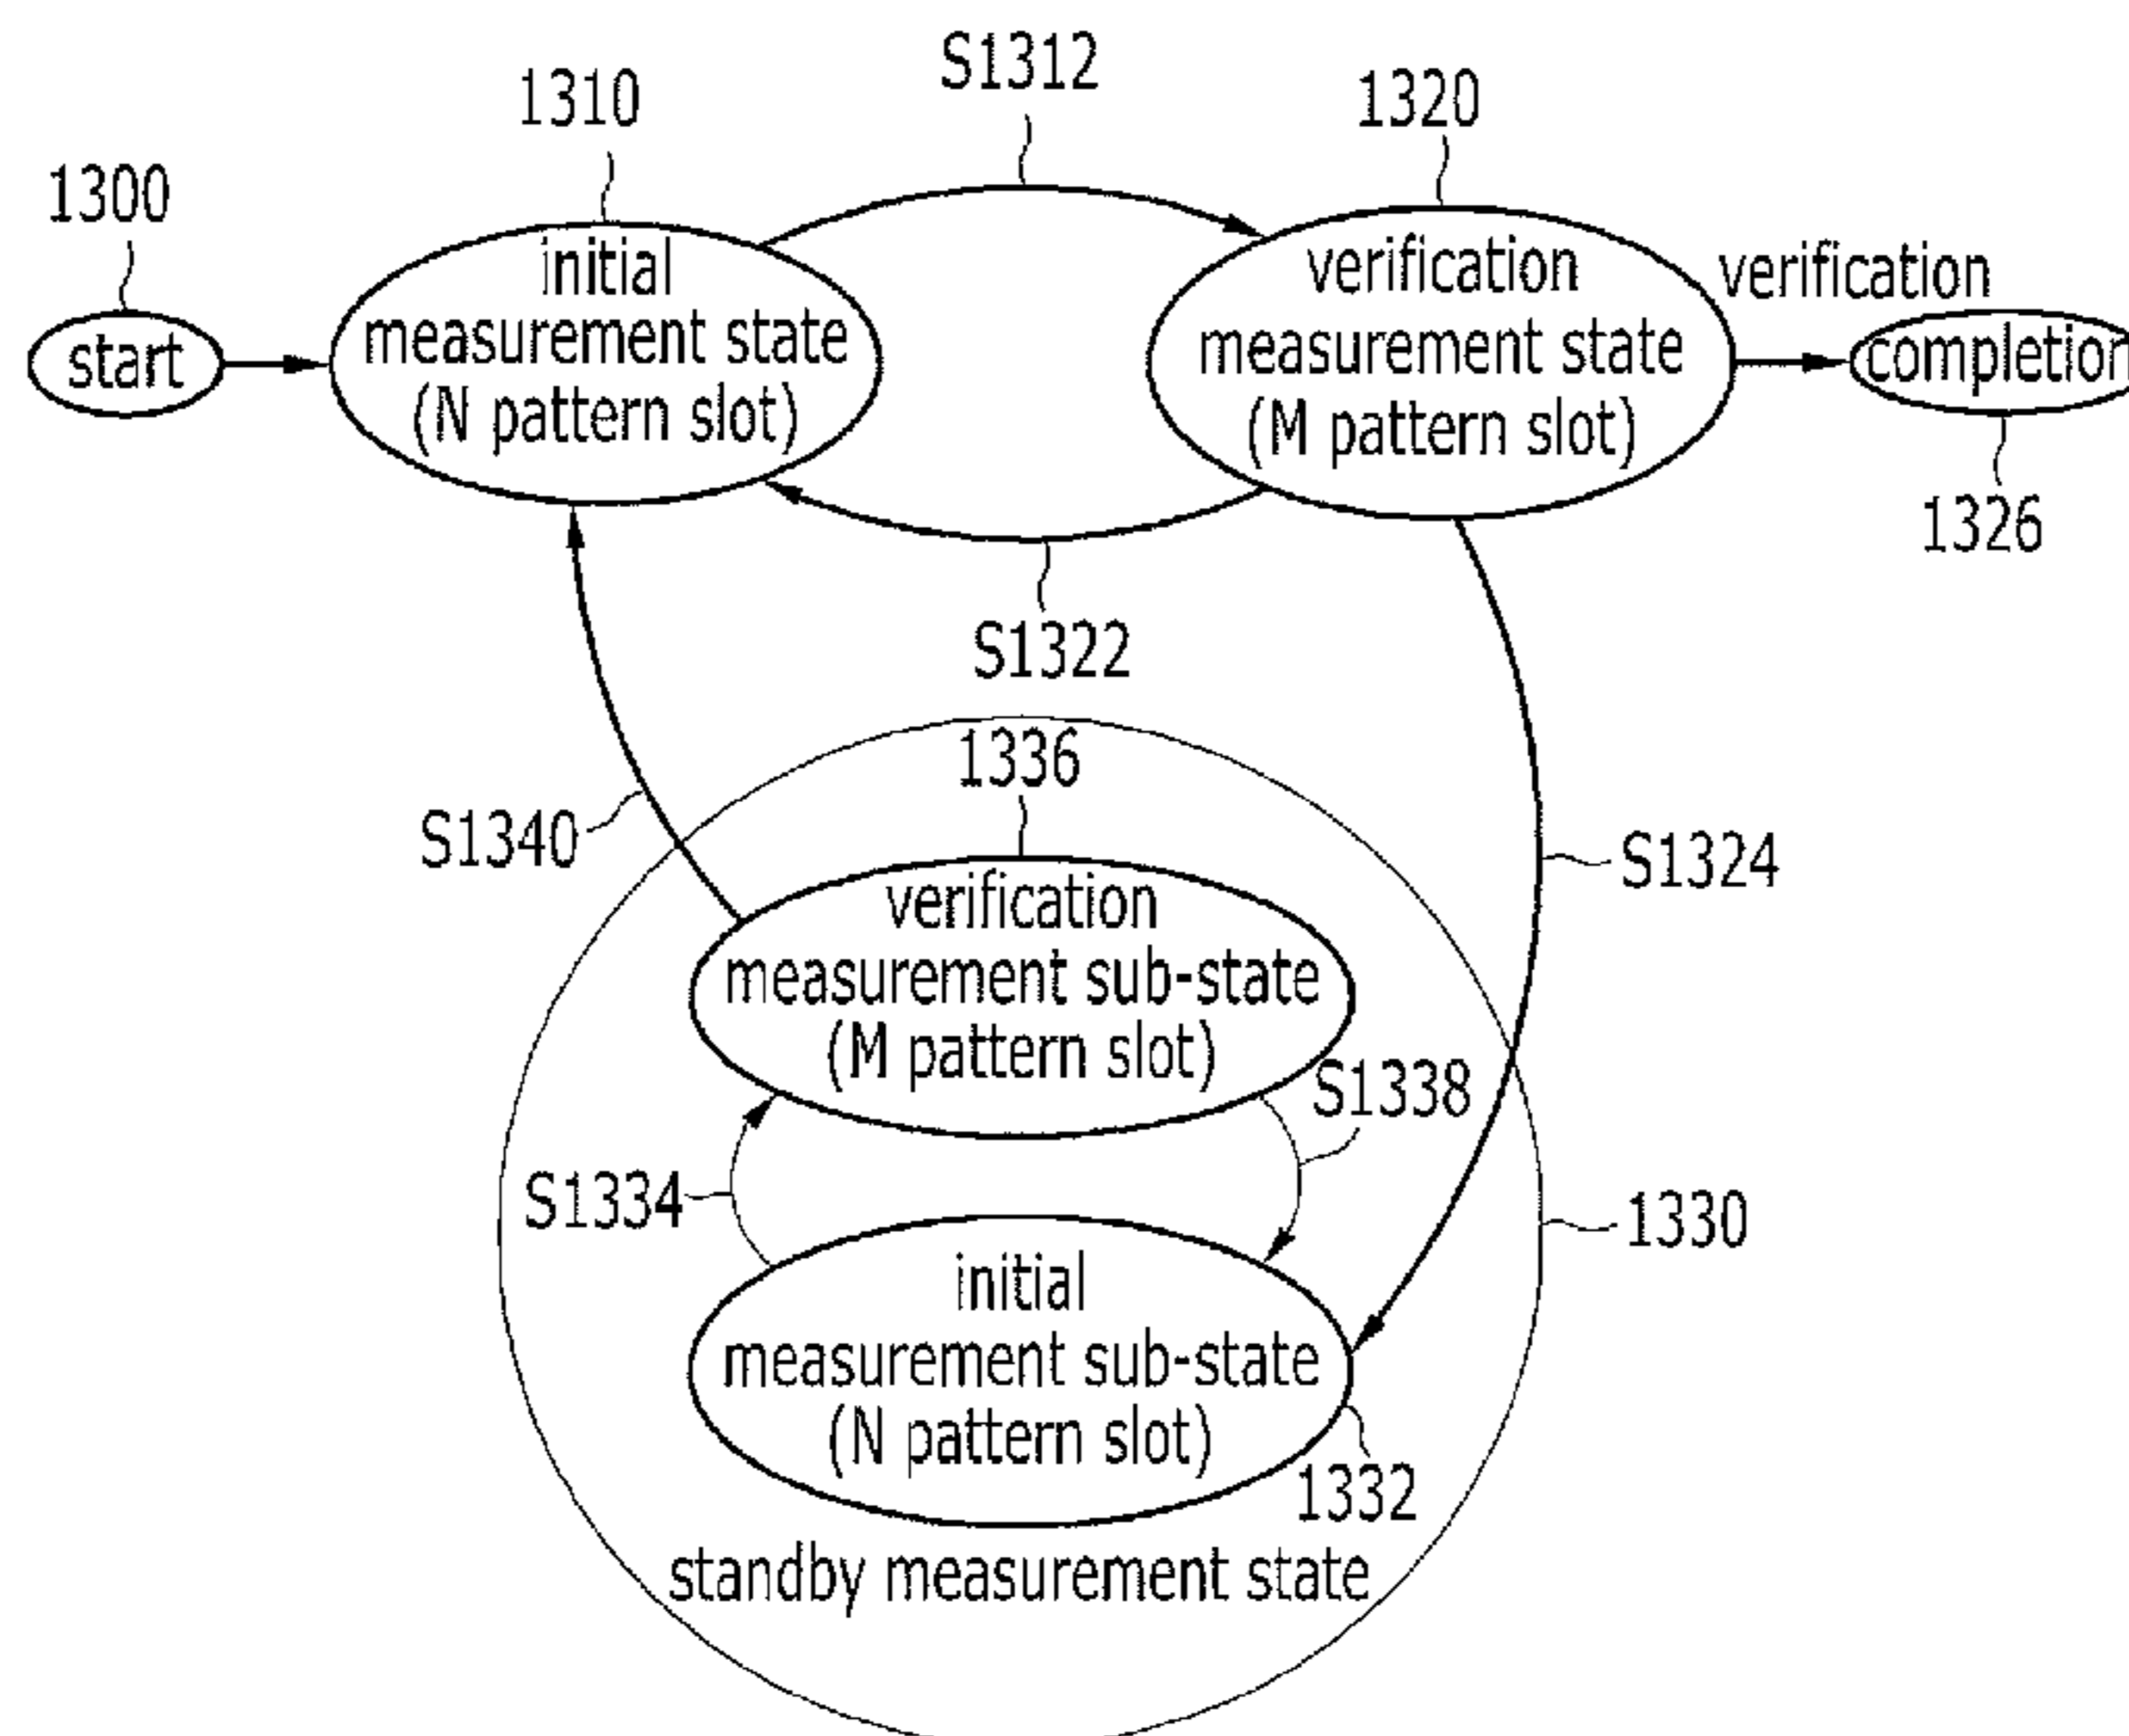 S1312
1310
1320
1300
initial
measurement state
(N pattern slot)
verification
measurement state
(M pattern slot)
verification
start
completion
1326
S1322
1336
S1340
verification
measurement sub-state
(M pattern slot)
S1324
S1338
S1334
1330
initial
measurement sub-state
(N pattern slot)
1332
standby measurement state